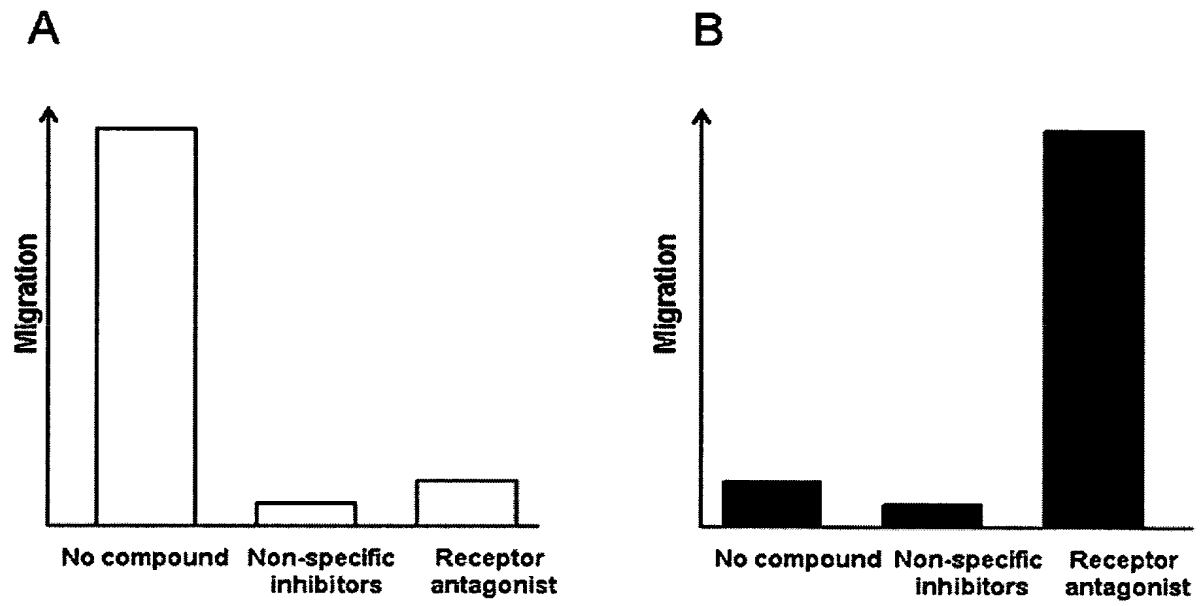 A
Migration
No compound
Non-specific
inhibitors
Receptor
antagonist
B
Migration
No compound
Non-specific
inhibitors
Receptor
antagonist